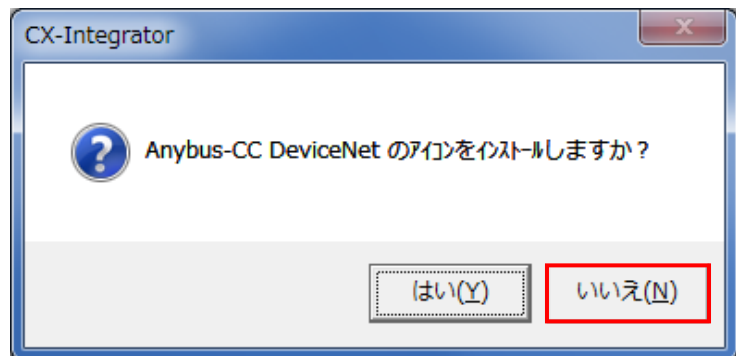 CX-Integrator
Anybus-CC DeviceNet のｱｲｺﾝをｲﾝｽﾄｰﾙしますか？
はい(Y)
いいえ(N)